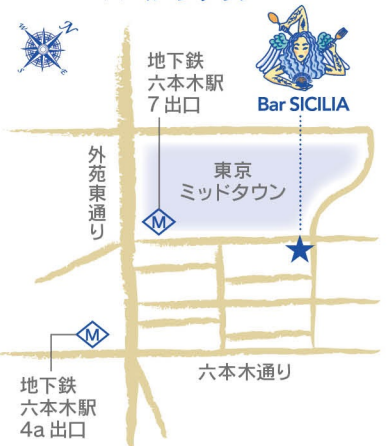 N
W
S
E
地下鉄
六本木駅
7出口
Bar SICILIA
外苑東通り
東京
ミッドタウン
M
M
六本木通り
地下鉄
六本木駅
4a出口